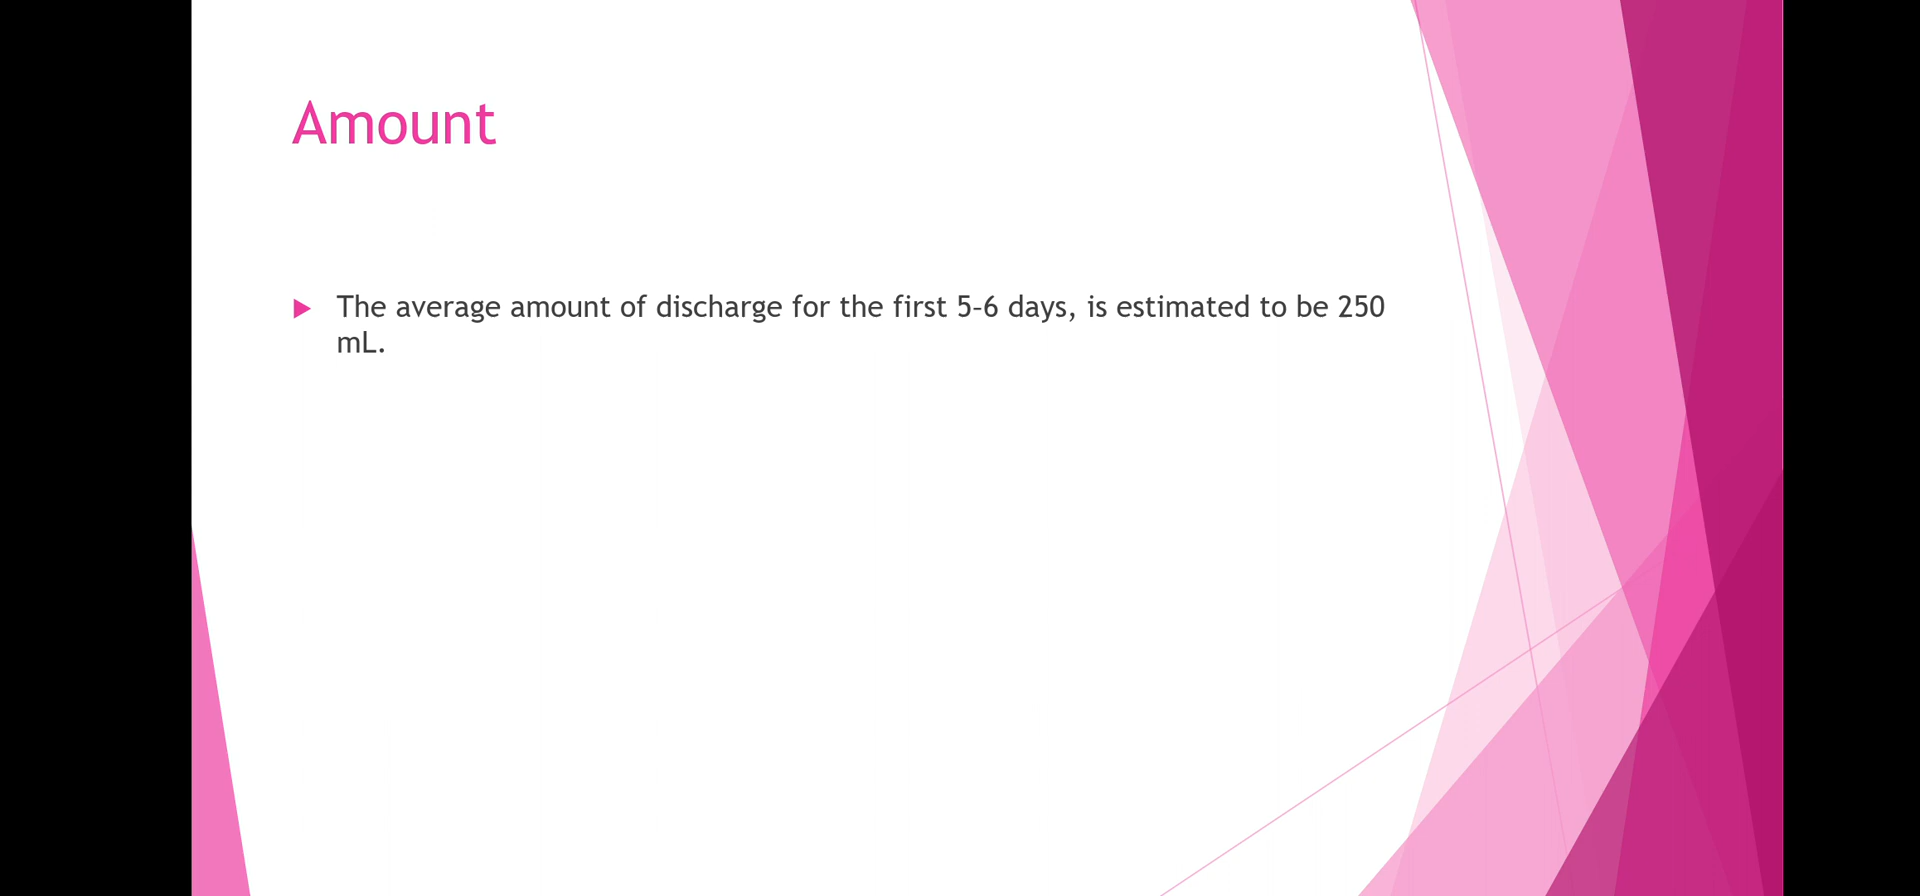 Amount
The average amount of discharge for the first 5-6 days, is estimated to be 250
mL.